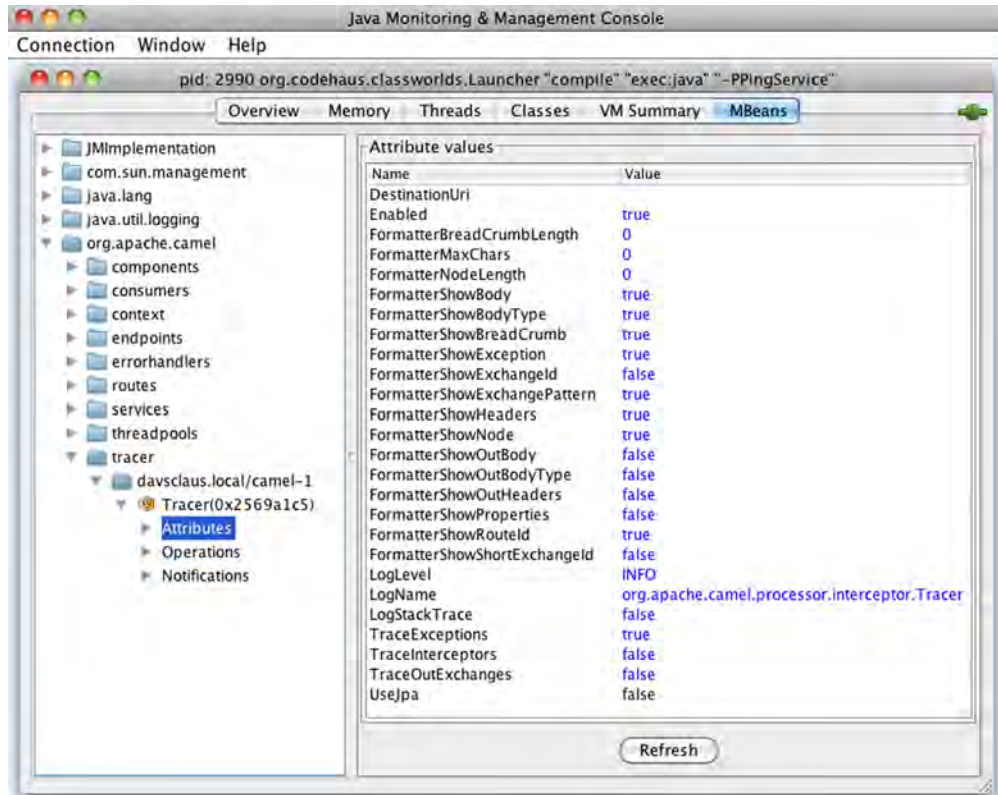 Java Monitoring & Management Console
Connection Window Help
pid: 2990 org.codehaus.classworlds.Launcher "compile" "exec:java" "-PPingService"
Overview Memory Threads Classes VM Summary MBeans
JMImplementation
com.sun.management
java.lang
java.util.logging
org.apache.camel
components
consumers
context
endpoints
errorhandlers
routes
services
threadpools
tracer
davsclaus.local/camel-1
Tracer(0x2569a1c5)
Attributes
Operations
Notifications
Attribute values
Name Value
DestinationUri
Enabled true
FormatterBreadCrumbLength 0
FormatterMaxChars 0
FormatterNodeLength 0
FormatterShowBody true
FormatterShowBodyType true
FormatterShowBreadCrumb true
FormatterShowException true
FormatterShowExchangeId false
FormatterShowExchangePattern true
FormatterShowHeaders true
FormatterShowNode true
FormatterShowOutBody false
FormatterShowOutBodyType false
FormatterShowOutHeaders false
FormatterShowProperties false
FormatterShowRouteId true
FormatterShowShortExchangeId false
LogLevel INFO
LogName org.apache.camel.processor.interceptor.Tracer
LogStackTrace false
TraceExceptions true
TraceInterceptors false
TraceOutExchanges false
UseJpa false
Refresh